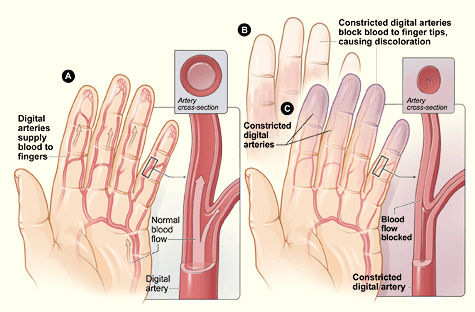 A
Digital
arteries
supply
blood to
fingers
Artery
cross-section
Normal
blood
flow
Digital
artery
B
Constricted digital arteries
block blood to finger tips,
causing discoloration
C
Constricted
digital
arteries
Artery
cross-section
Blood
flow
blocked
Constricted
digital artery